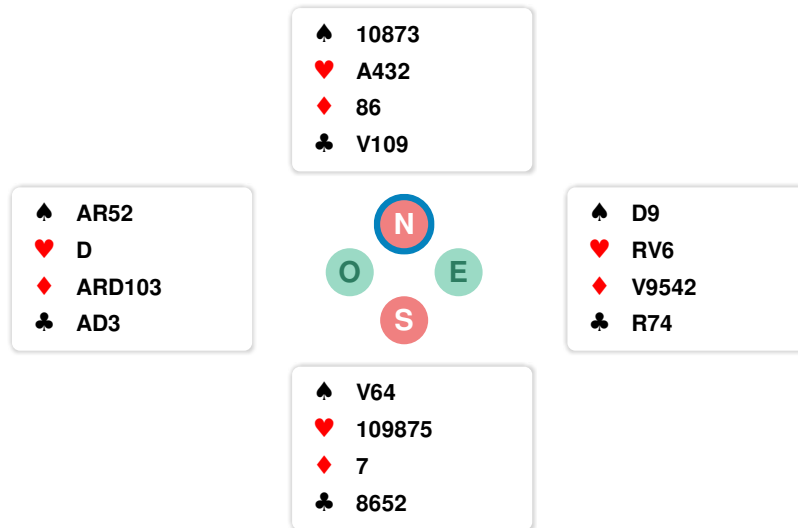 ♠ 10873
♥ A432
♦ 86
♣ V109
♠ AR52
♥ D
♦ ARD103
♣ AD3
N
O E
S
♠ D9
♥ RV6
♦ V9542
♣ R74
♠ V64
♥ 109875
♦ 7
♣ 8652